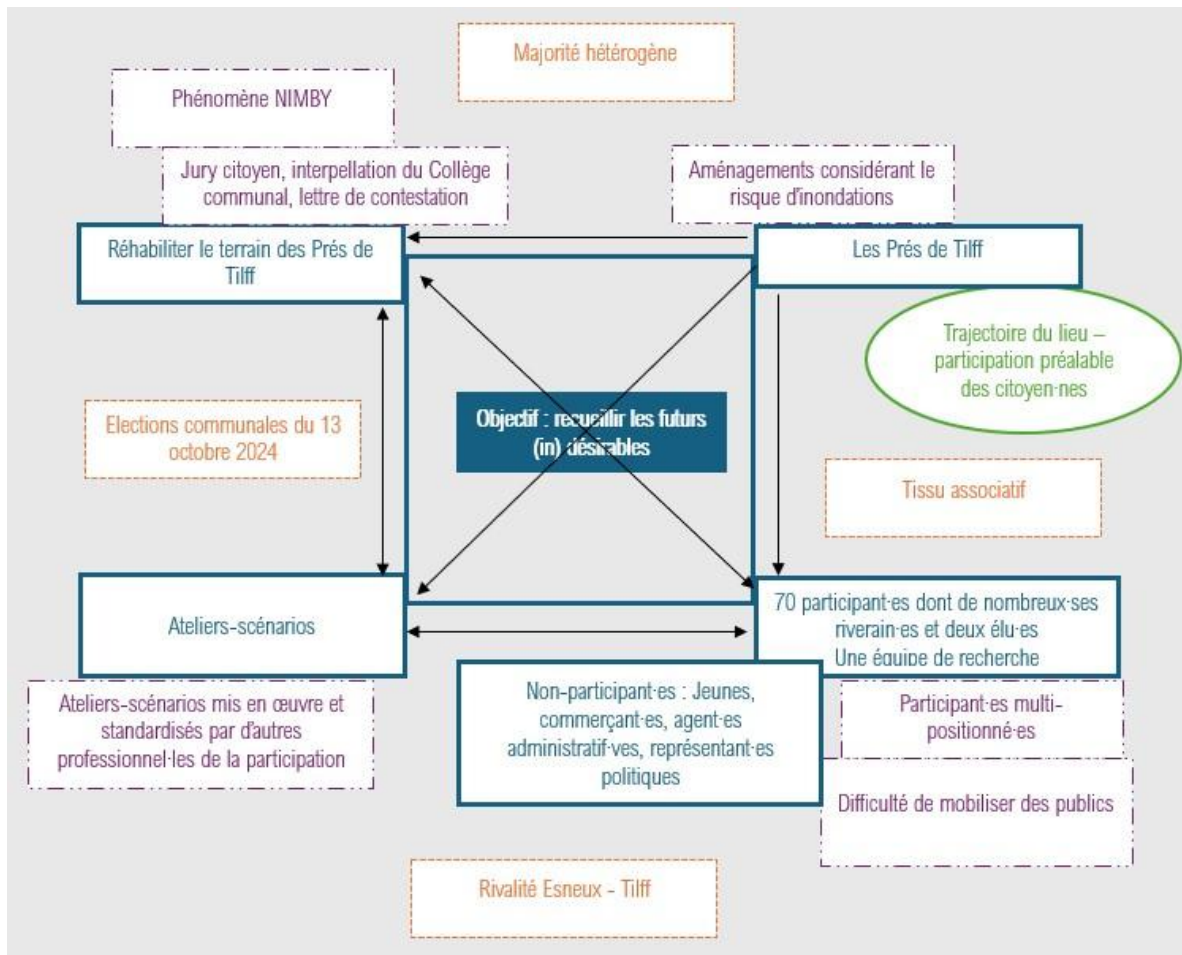 Majorité hétérogène
Phénomène NIMBY
Jury citoyen, interpellation du Collège
communal, lettre de contestation
Aménagements considérant le
risque d'inondations
Réhabiliter le terrain des Prés de
Tilff
Les Prés de Tilff
Trajectoire du lieu –
participation préalable
des citoyen·nes
Elections communales du 13
octobre 2024
Objectif : recueillir les futurs
(in) désirables
Tissu associatif
Ateliers-scénarios
70 participant·es dont de nombreux·ses
riverain·es et deux élu·es
Une équipe de recherche
Ateliers-scénarios mis en œuvre et
standardisés par d'autres
professionnel·les de la participation
Non-participant·es : Jeunes,
commerçant·es, agent·es
administratif·ves, représentant·es
politiques
Participant·es multi-
positionné·es
Difficulté de mobiliser des publics
Rivalité Esneux - Tilff